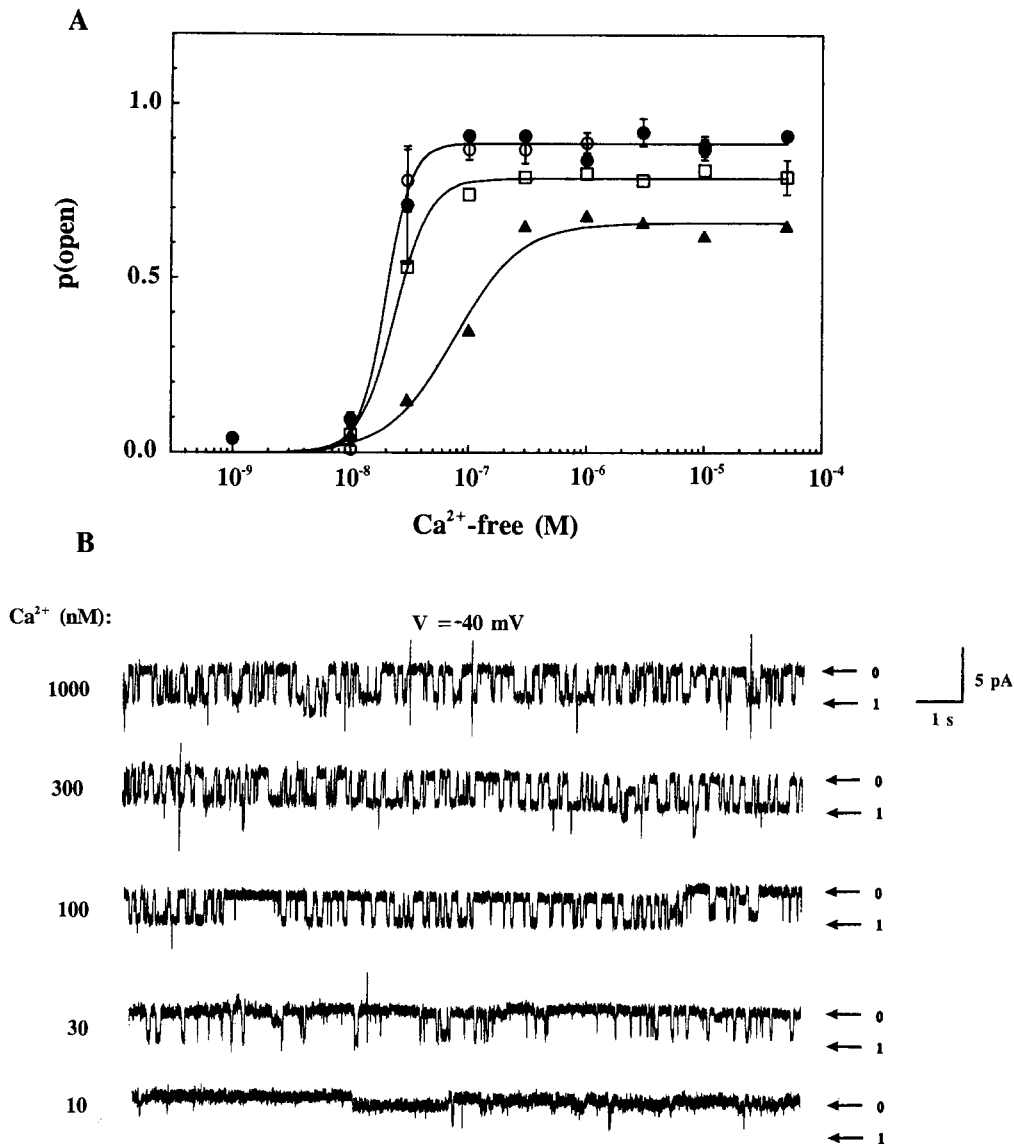 A
p(open)
1.0
0.5
0.0
10⁻⁹ 10⁻⁸ 10⁻⁷ 10⁻⁶ 10⁻⁵ 10⁻⁴
Ca²⁺-free (M)
B
Ca²⁺ (nM):
V = -40 mV
1000
0
1
5 pA
1 s
300
0
1
100
0
1
30
0
1
10
0
1